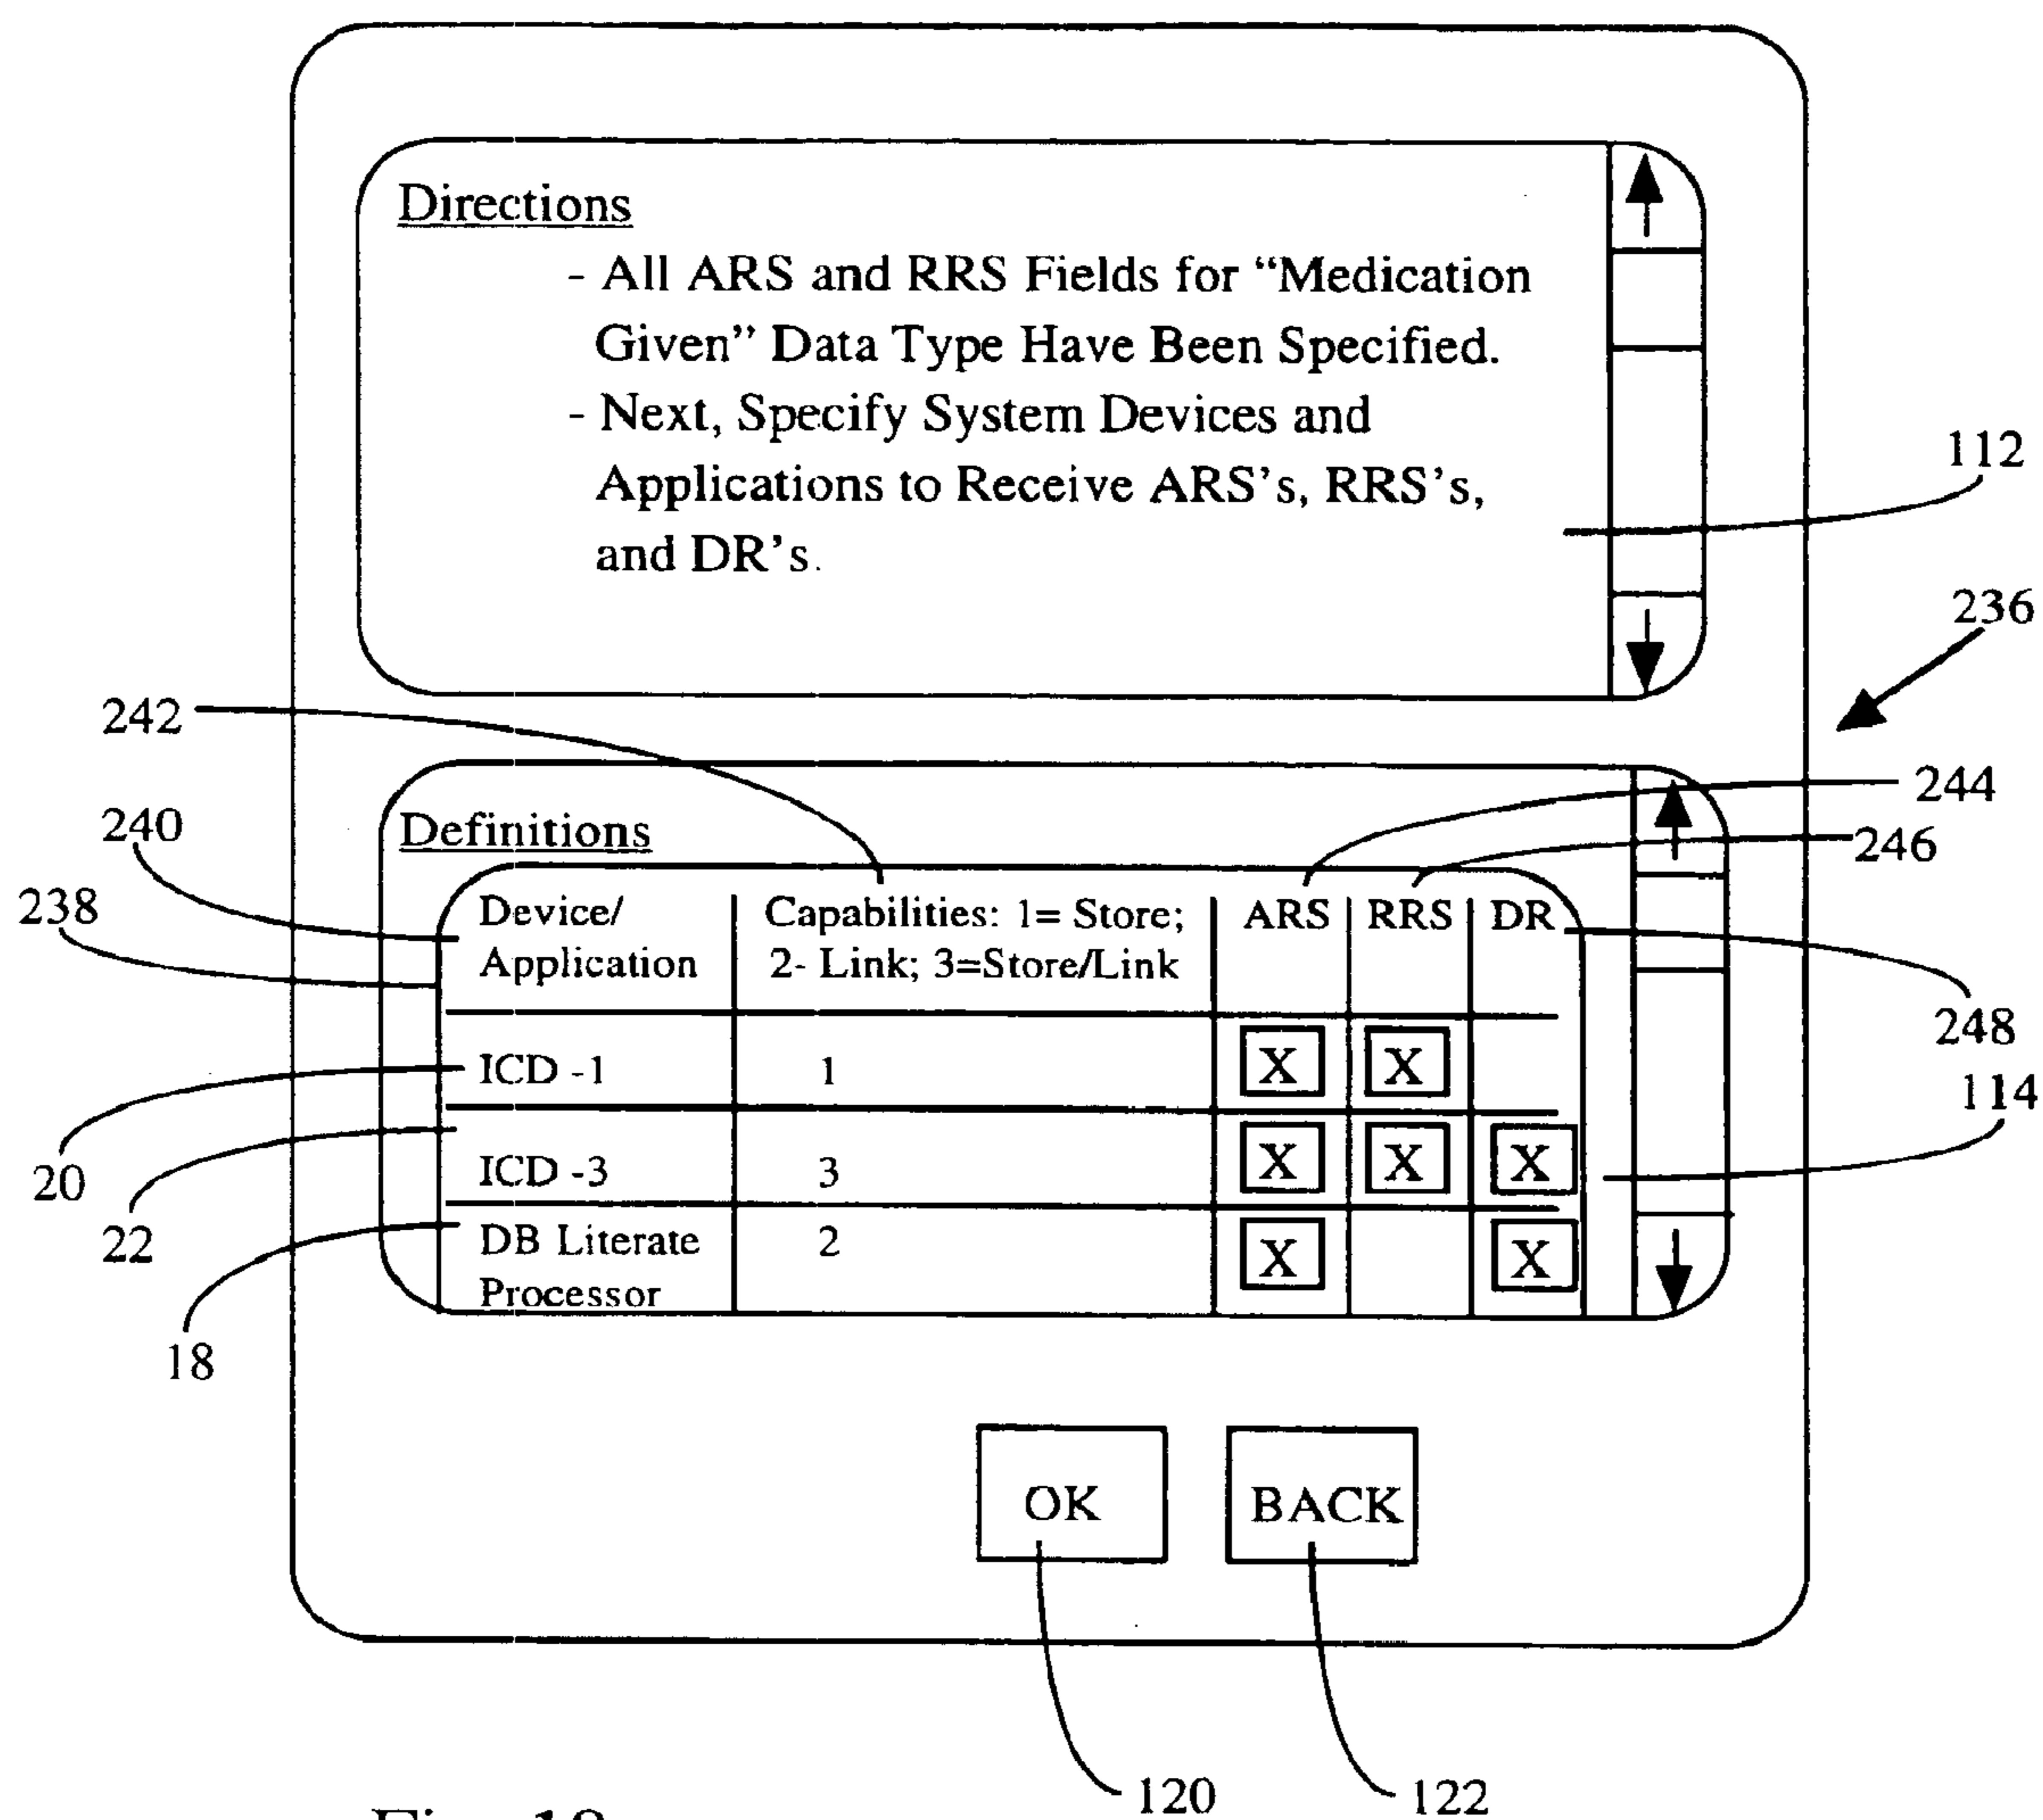 Directions
- All ARS and RRS Fields for “Medication
Given” Data Type Have Been Specified.
- Next, Specify System Devices and
Applications to Receive ARS’s, RRS’s,
and DR’s.
112
236
242
244
240
Definitions
246
238
Device/ Capabilities: 1= Store; ARS RRS DR
Application 2- Link; 3=Store/Link
248
ICD -1 1 X X
114
20
ICD -3 3 X X X
22
DB Literate 2 X X
Processor
18
OK BACK
120 122